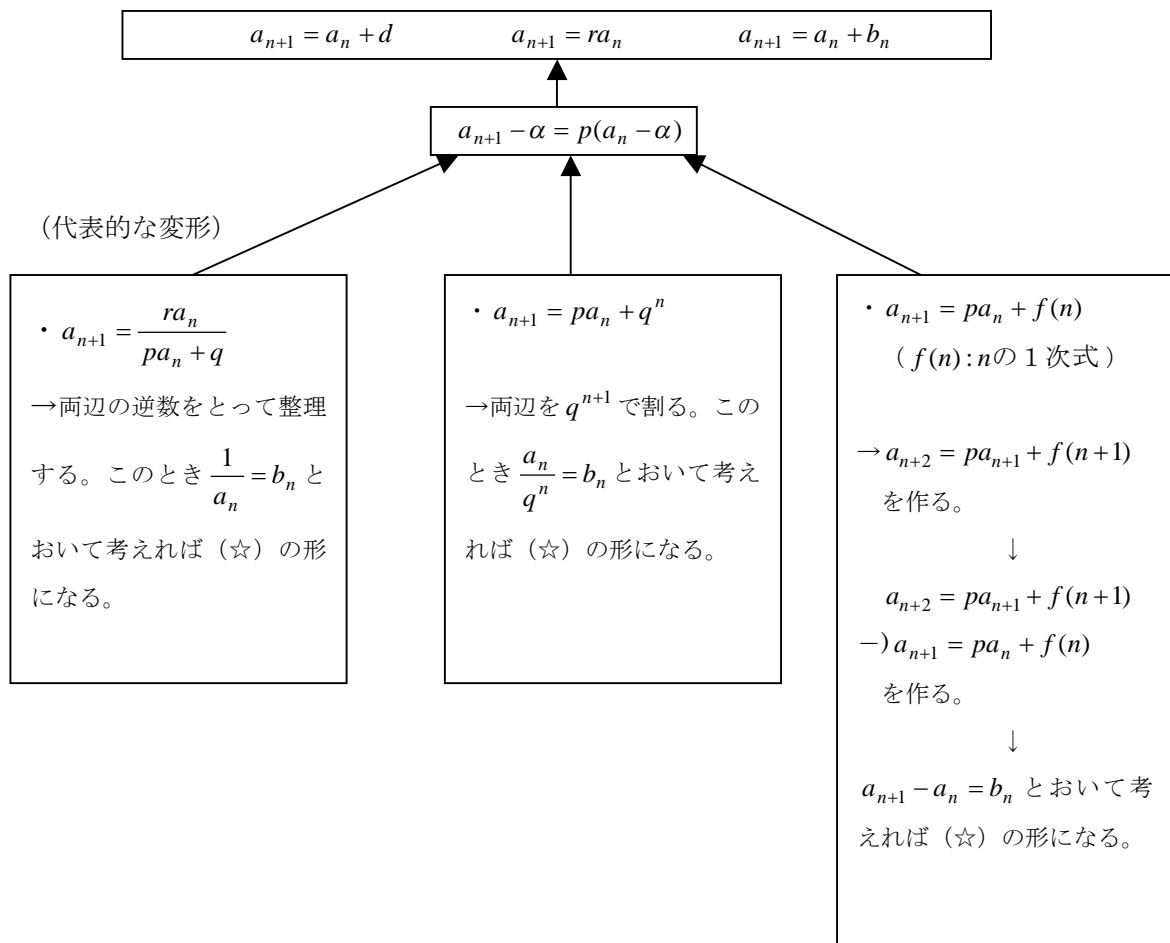 a_{n+1} = a_n + d　a_{n+1} = ra_n　a_{n+1} = a_n + b_n
a_{n+1} − α = p(a_n − α)
（代表的な変形）
・a_{n+1} = \frac{ra_n}{pa_n + q}
→両辺の逆数をとって整理
する。このとき \frac{1}{a_n} = b_n と
おいて考えれば（☆）の形
になる。
・a_{n+1} = pa_n + q^n
→両辺を q^{n+1} で割る。この
とき \frac{a_n}{q^n} = b_n とおいて考え
れば（☆）の形になる。
・a_{n+1} = pa_n + f(n)
（f(n):nの１次式）
→a_{n+2} = pa_{n+1} + f(n+1)
を作る。
↓
a_{n+2} = pa_{n+1} + f(n+1)
−) a_{n+1} = pa_n + f(n)
を作る。
↓
a_{n+1} − a_n = b_n とおいて考
えれば（☆）の形になる。